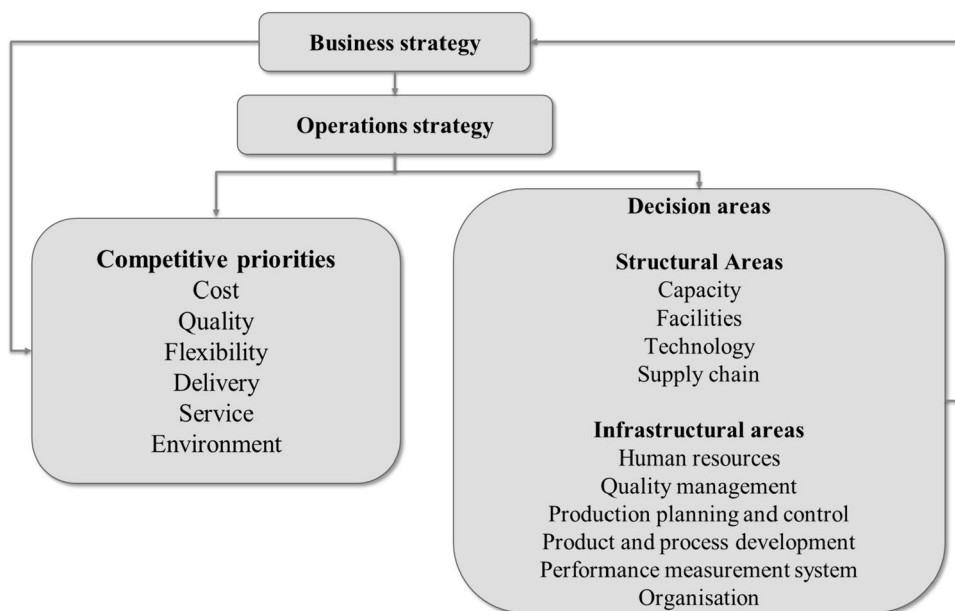 Business strategy
Operations strategy
Competitive priorities
Cost
Quality
Flexibility
Delivery
Service
Environment
Decision areas
Structural Areas
Capacity
Facilities
Technology
Supply chain
Infrastructural areas
Human resources
Quality management
Production planning and control
Product and process development
Performance measurement system
Organisation